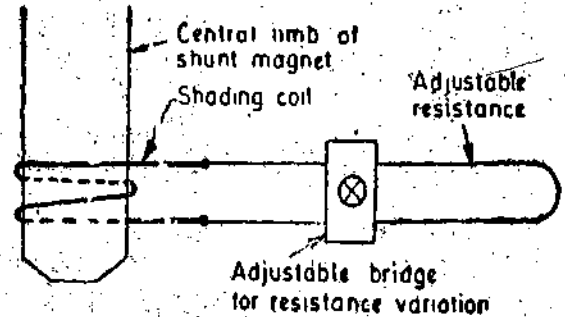 Central limb of
shunt magnet
Shading coil
Adjustable
resistance
Adjustable bridge
for resistance variation